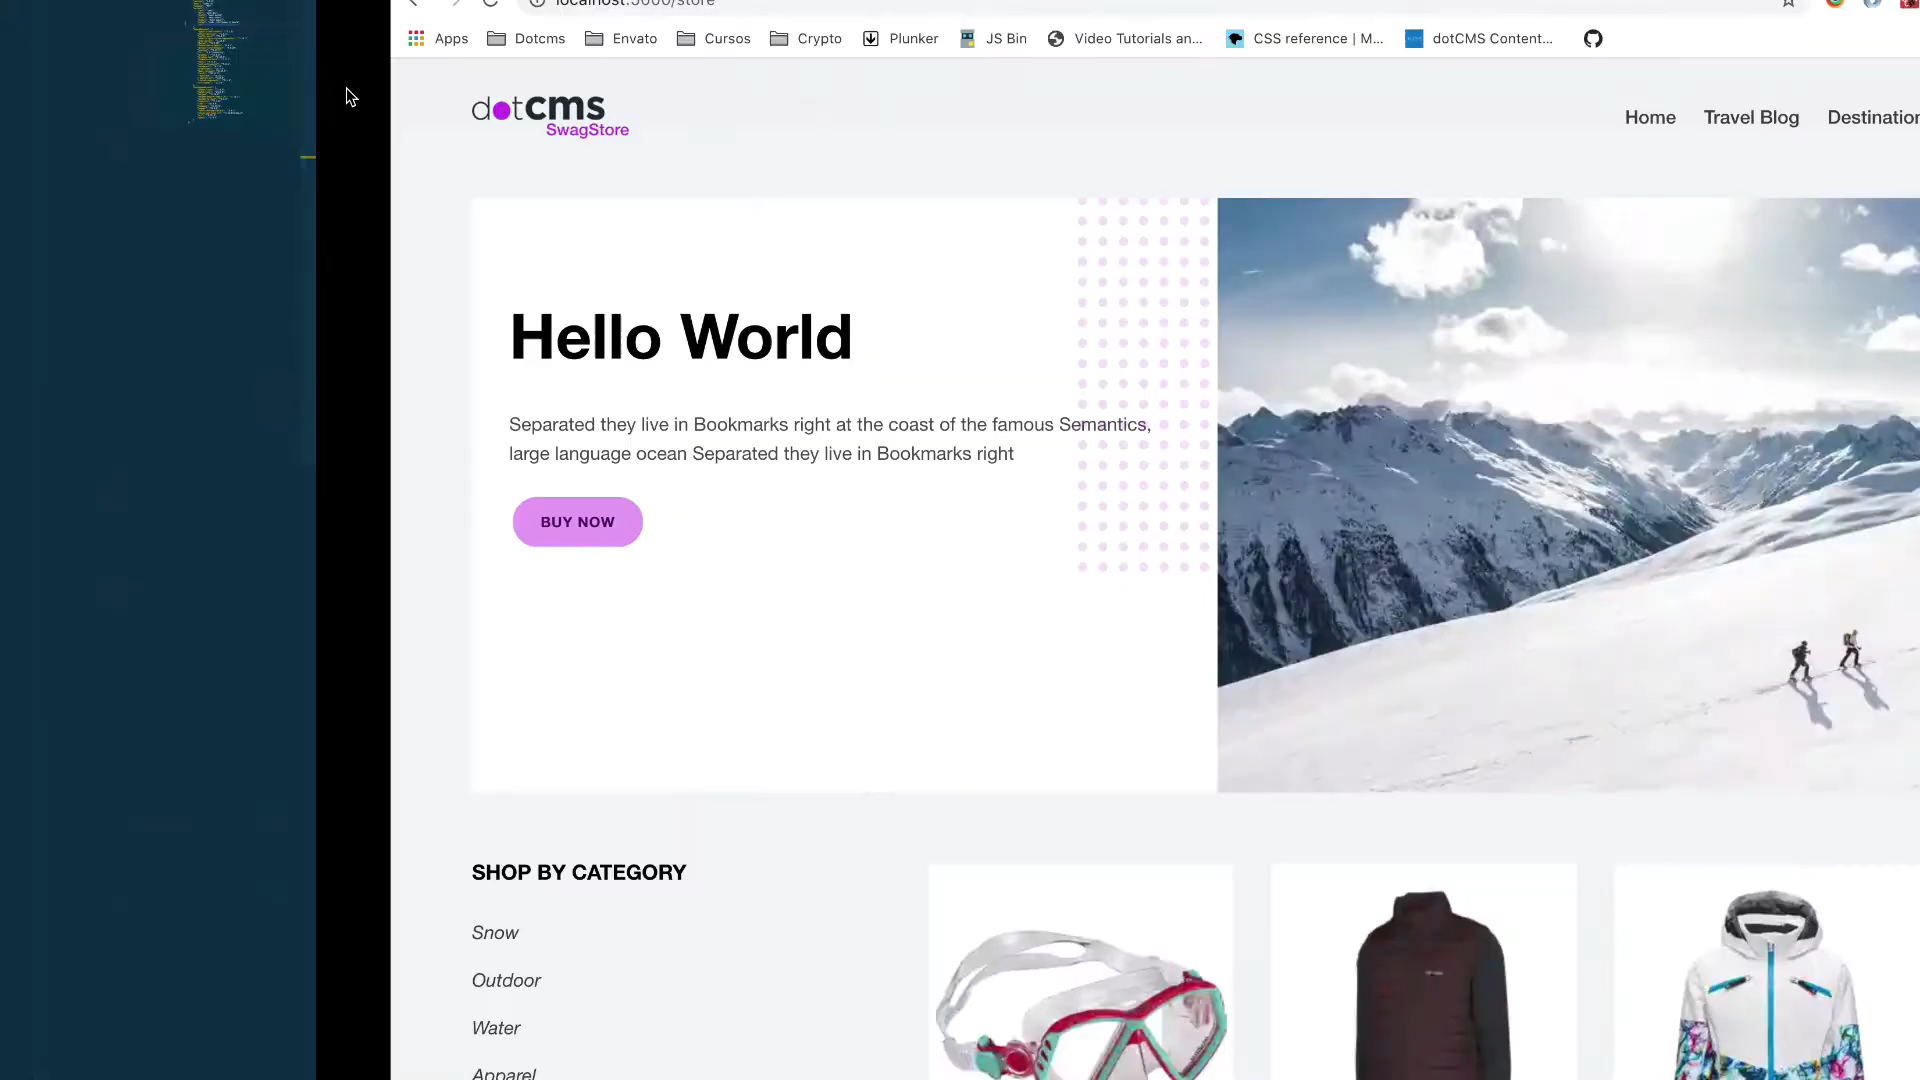 localhost:5000/store
Apps Dotcms Envato Cursos Crypto Plunker JS Bin Video Tutorials an... CSS reference | M... dotCMS Content...
dotcms
SwagStore
Home Travel Blog Destination
Hello World
Separated they live in Bookmarks right at the coast of the famous Semantics,
large language ocean Separated they live in Bookmarks right
BUY NOW
SHOP BY CATEGORY
Snow
Outdoor
Water
Apparel